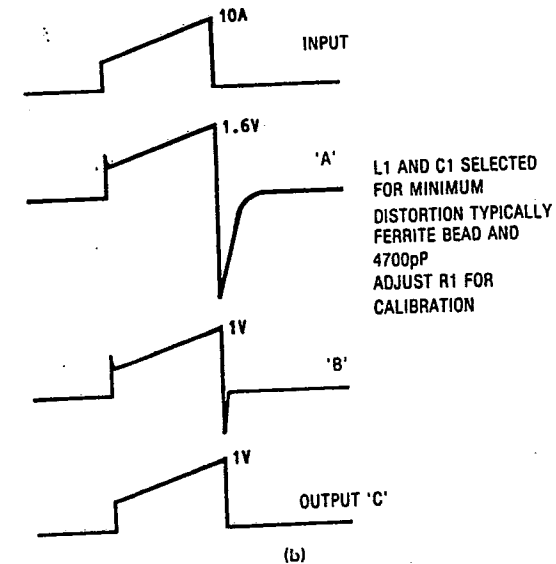 10A
INPUT
1.6V
'A'
L1 AND C1 SELECTED
FOR MINIMUM
DISTORTION TYPICALLY
FERRITE BEAD AND
4700pP
ADJUST R1 FOR
CALIBRATION
1V
'B'
1V
OUTPUT 'C'
(b)